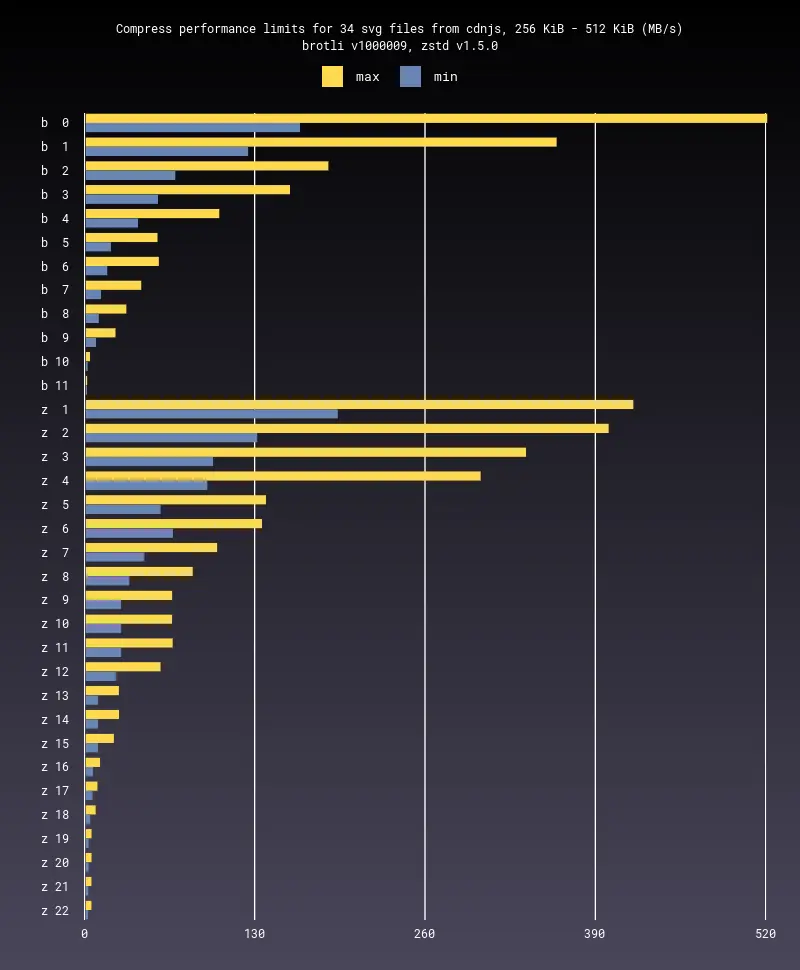 Compress performance limits for 34 svg files from cdnjs, 256 KiB - 512 KiB (MB/s)
brotli v1000009, zstd v1.5.0
max min
b 0
b 1
b 2
b 3
b 4
b 5
b 6
b 7
b 8
b 9
b 10
b 11
z 1
z 2
z 3
z 4
z 5
z 6
z 7
z 8
z 9
z 10
z 11
z 12
z 13
z 14
z 15
z 16
z 17
z 18
z 19
z 20
z 21
z 22
0 130 260 390 520